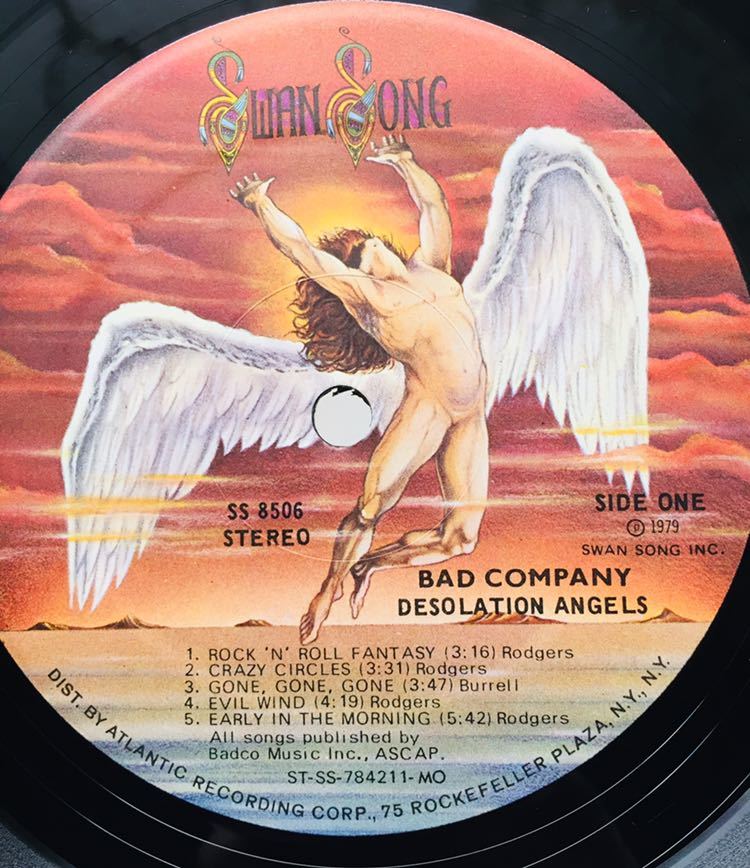 SWAN SONG
SS 8506
STEREO
SIDE ONE
Ⓟ 1979
SWAN SONG INC.
BAD COMPANY
DESOLATION ANGELS
1. ROCK 'N' ROLL FANTASY (3:16) Rodgers
2. CRAZY CIRCLES (3:31) Rodgers
3. GONE, GONE, GONE (3:47) Burrell
4. EVIL WIND (4:19) Rodgers
5. EARLY IN THE MORNING (5:42) Rodgers
All songs published by
Badco Music Inc., ASCAP.
ST-SS-784211-MO
DIST. BY ATLANTIC RECORDING CORP., 75 ROCKEFELLER PLAZA, N.Y., N.Y.